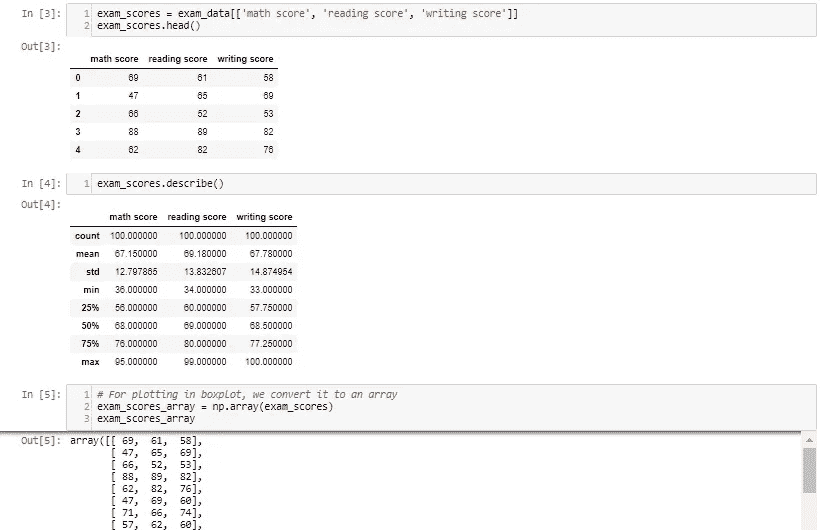 In [3]: 1 exam_scores = exam_data[['math score', 'reading score', 'writing score']]
2 exam_scores.head()
Out[3]:
math score reading score writing score
0 69 61 58
1 47 65 69
2 66 52 53
3 88 89 82
4 62 82 76
In [4]: 1 exam_scores.describe()
Out[4]:
math score reading score writing score
count 100.000000 100.000000 100.000000
mean 67.150000 69.180000 67.780000
std 12.797865 13.832607 14.874954
min 36.000000 34.000000 33.000000
25% 56.000000 60.000000 57.750000
50% 68.000000 69.000000 68.500000
75% 76.000000 80.000000 77.250000
max 95.000000 99.000000 100.000000
In [5]: 1 # For plotting in boxplot, we convert it to an array
2 exam_scores_array = np.array(exam_scores)
3 exam_scores_array
Out[5]: array([[ 69, 61, 58],
[ 47, 65, 69],
[ 66, 52, 53],
[ 88, 89, 82],
[ 62, 82, 76],
[ 47, 69, 60],
[ 71, 66, 74],
[ 57, 62, 60],